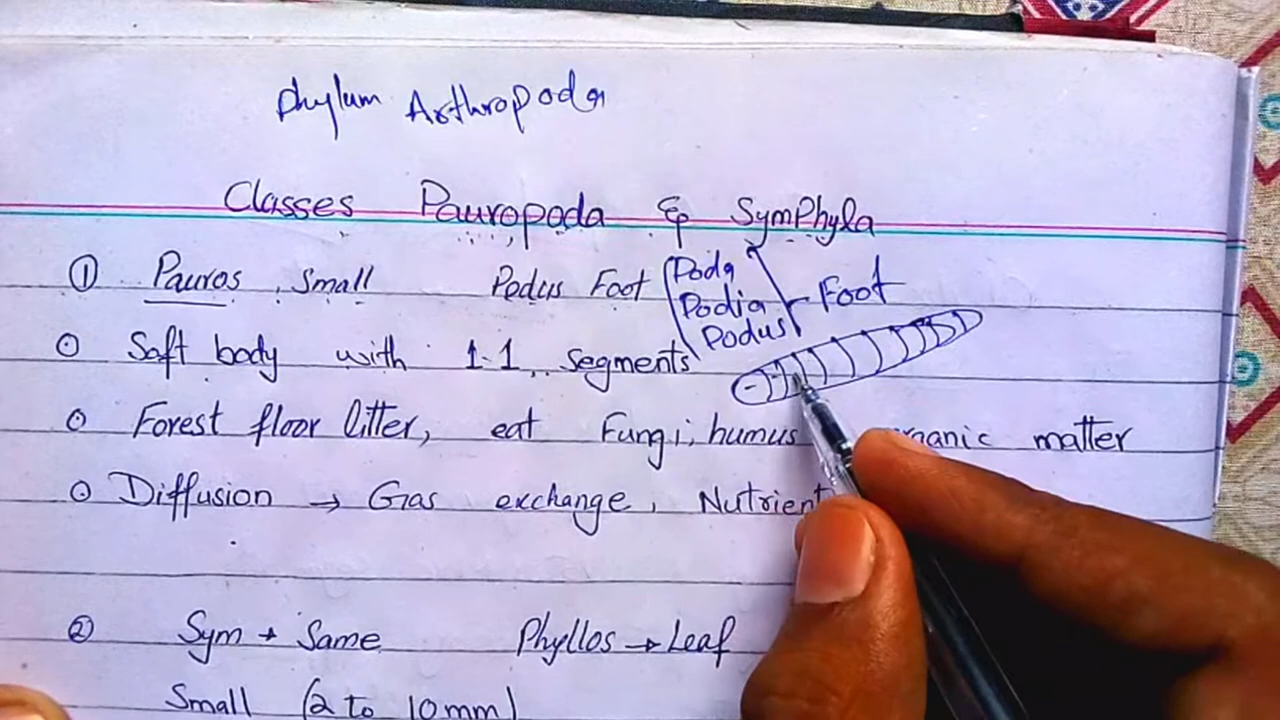 Phylum Arthropoda
Classes Pauropoda & SymPhyla
① Pauros, Small Podus Foot Poda Foot
Podia
Podus
Soft body with 11, segments
Forest floor litter, eat Fungi, humus matter
Diffusion → Gas exchange, Nutrient
② Sym → Same Phyllos → Leaf
Small (2 to 10mm)